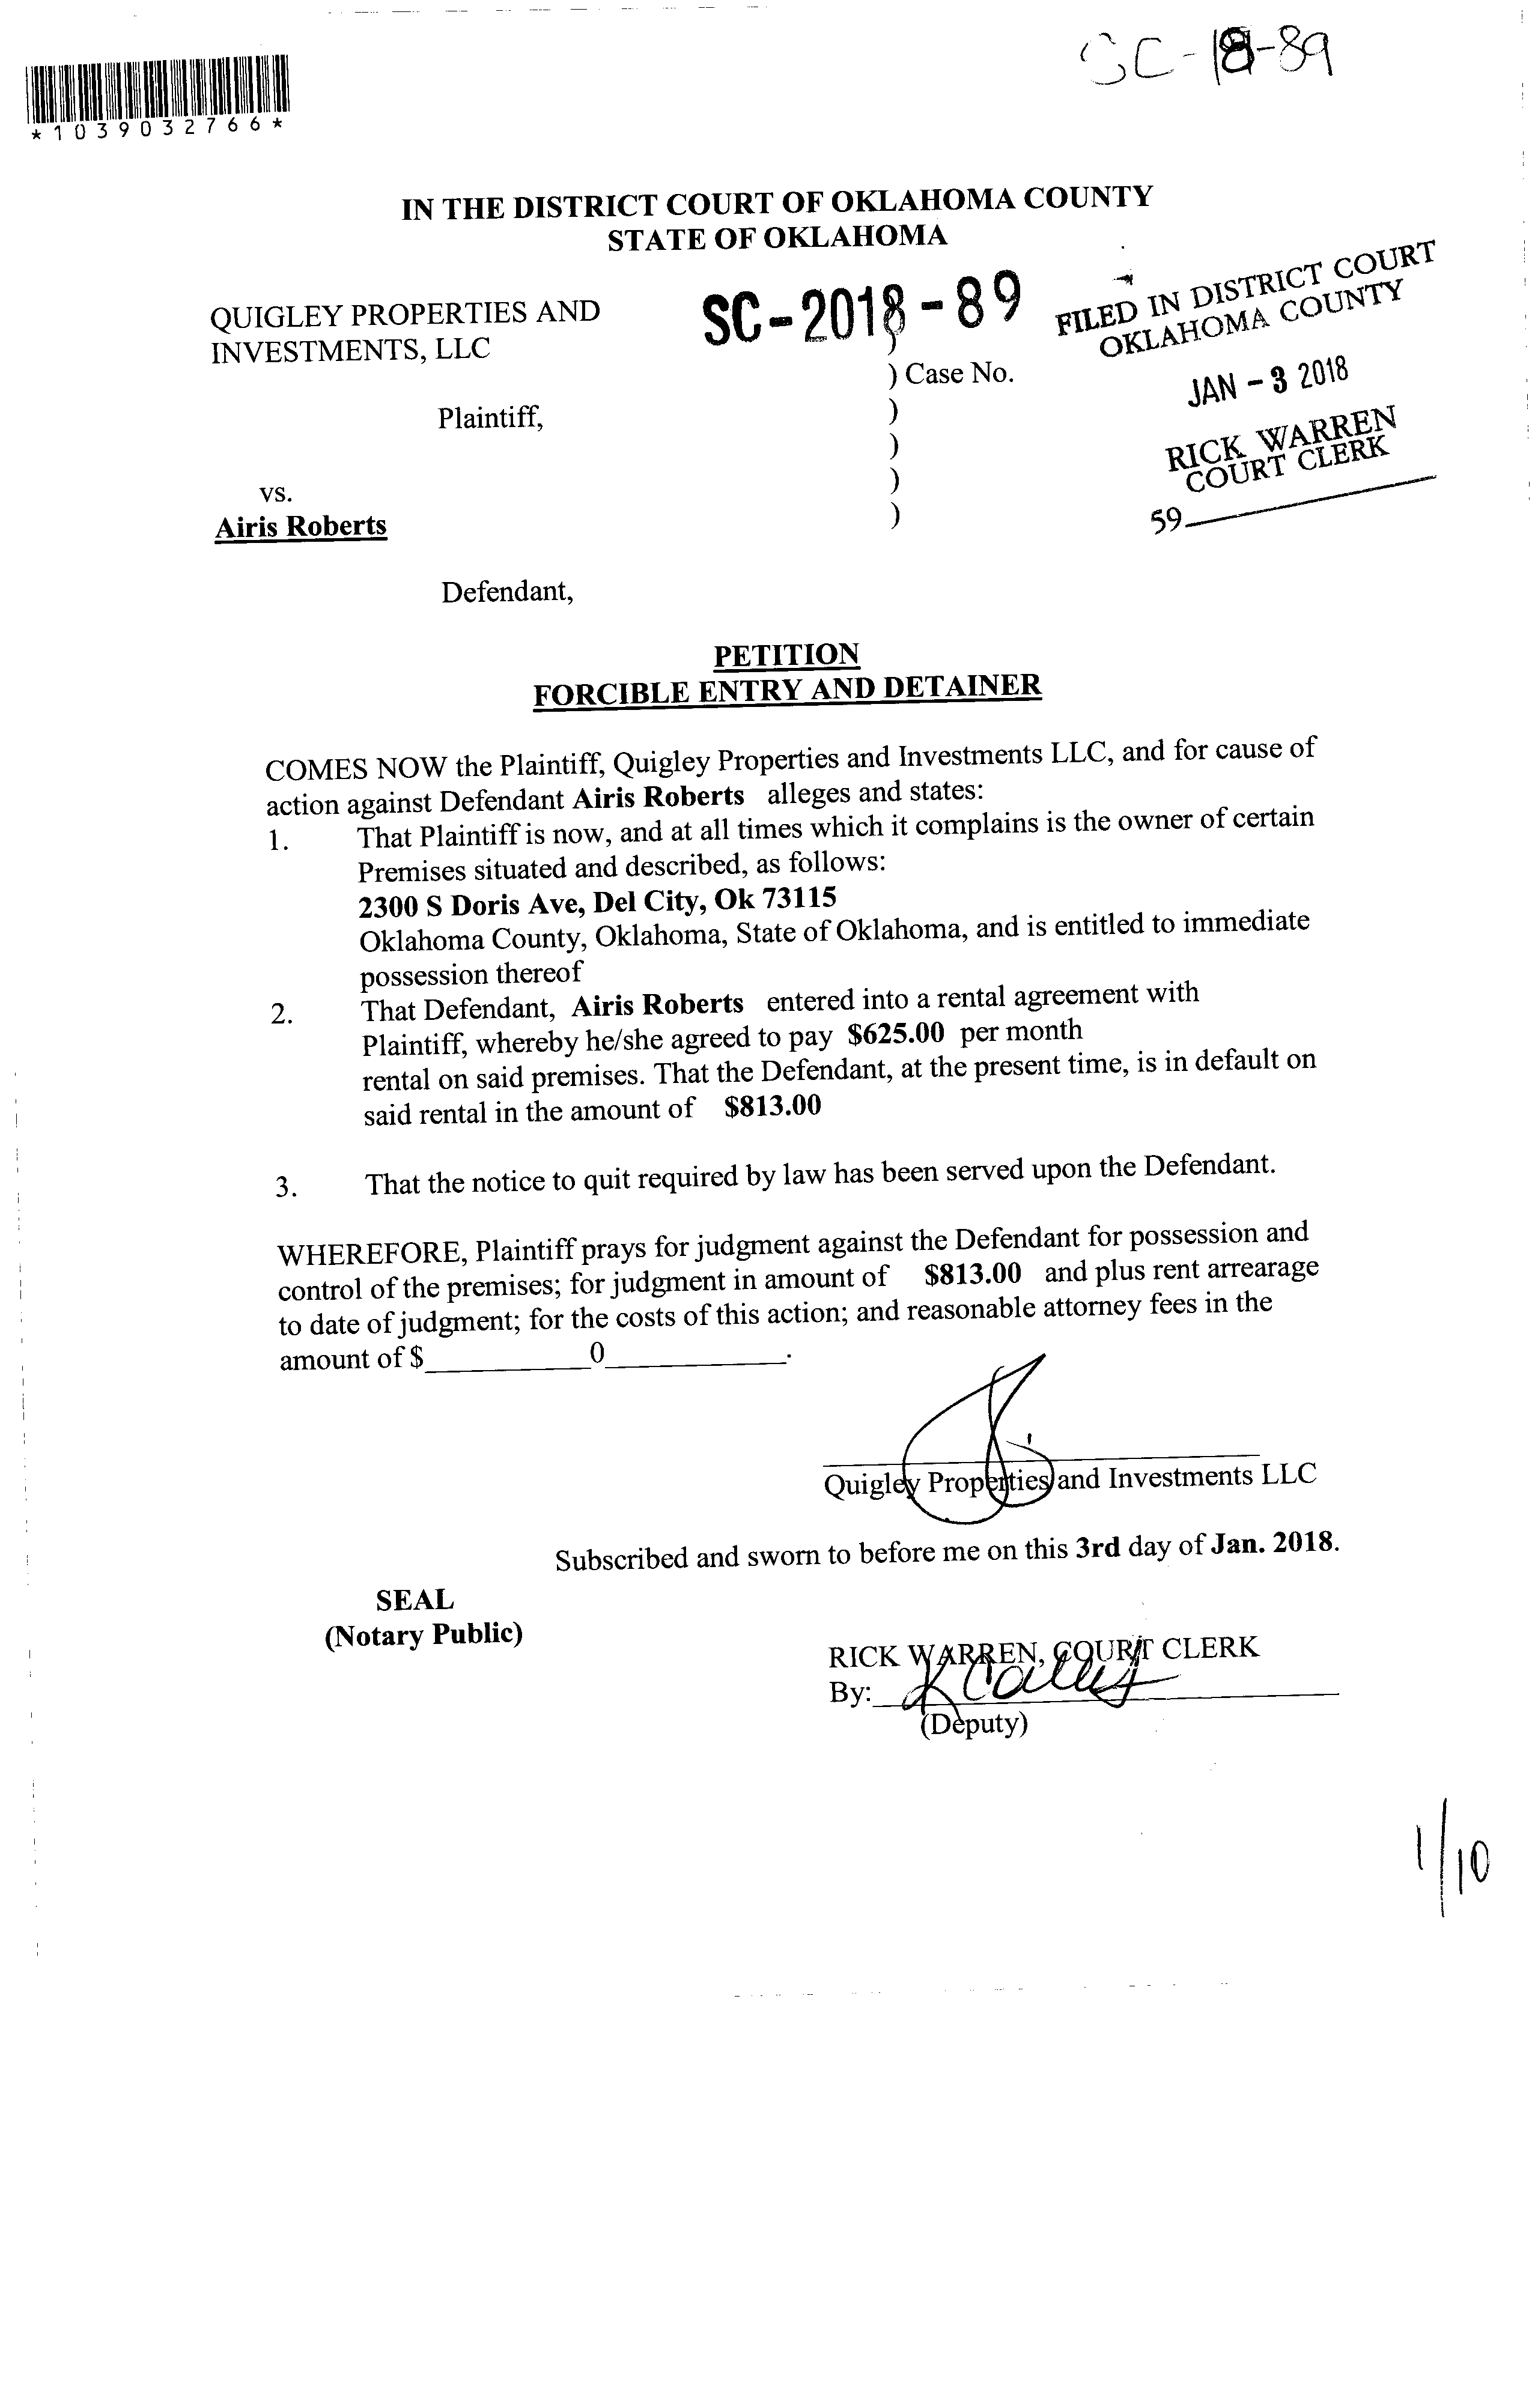 SC-18-89
*1039032766*
IN THE DISTRICT COURT OF OKLAHOMA COUNTY
STATE OF OKLAHOMA
QUIGLEY PROPERTIES AND
INVESTMENTS, LLC
SC-2018-89
)
) Case No.
FILED IN DISTRICT COURT
OKLAHOMA COUNTY
JAN -3 2018
RICK WARREN
COURT CLERK
59
Plaintiff,
)
)
)
)
vs.
Airis Roberts
Defendant,
PETITION
FORCIBLE ENTRY AND DETAINER
COMES NOW the Plaintiff, Quigley Properties and Investments LLC, and for cause of
action against Defendant Airis Roberts alleges and states:
1. That Plaintiff is now, and at all times which it complains is the owner of certain
Premises situated and described, as follows:
2300 S Doris Ave, Del City, Ok 73115
Oklahoma County, Oklahoma, State of Oklahoma, and is entitled to immediate
possession thereof
2. That Defendant, Airis Roberts entered into a rental agreement with
Plaintiff, whereby he/she agreed to pay $625.00 per month
rental on said premises. That the Defendant, at the present time, is in default on
said rental in the amount of $813.00
3. That the notice to quit required by law has been served upon the Defendant.
WHEREFORE, Plaintiff prays for judgment against the Defendant for possession and
control of the premises; for judgment in amount of $813.00 and plus rent arrearage
to date of judgment; for the costs of this action; and reasonable attorney fees in the
amount of $____________0_____________.
Quigley Properties and Investments LLC
Subscribed and sworn to before me on this 3rd day of Jan. 2018.
SEAL
(Notary Public)
RICK WARREN, COURT CLERK
By:
(Deputy)
1/10